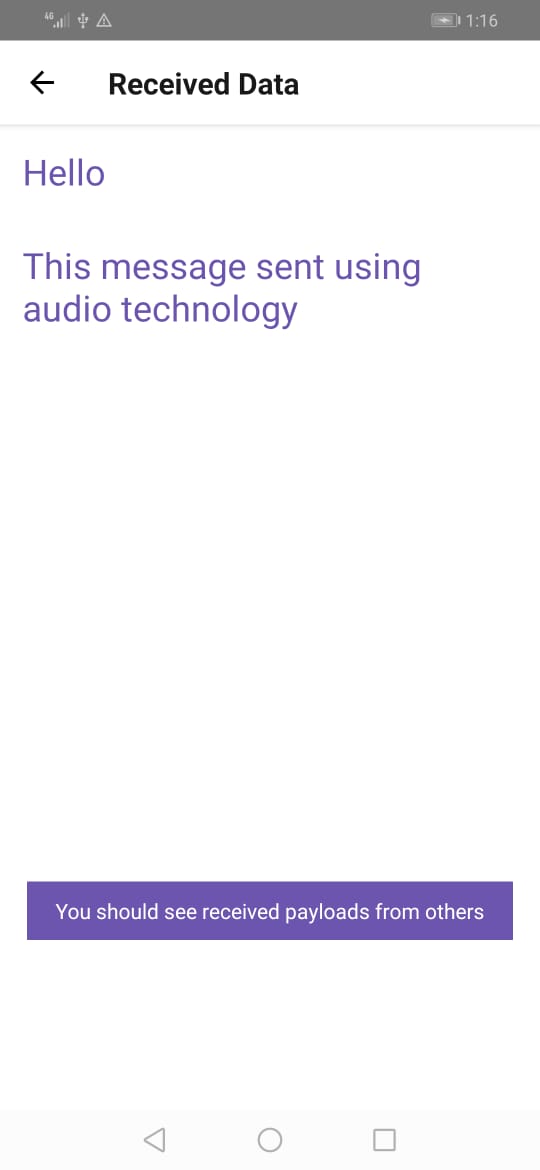 4G
1:16
Received Data
Hello
This message sent using
audio technology
You should see received payloads from others